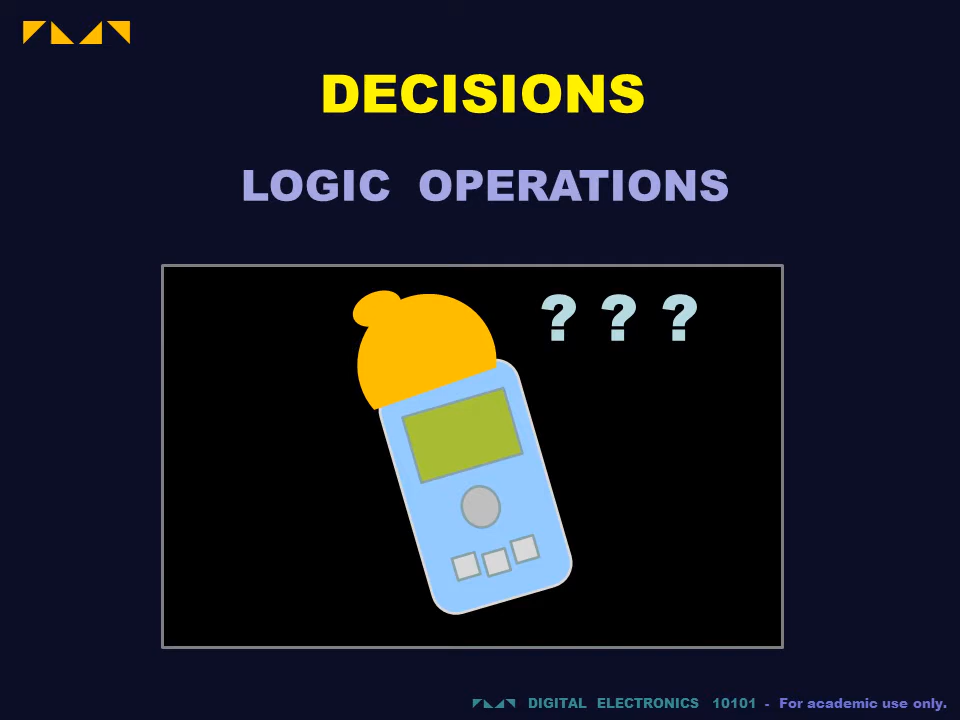 DECISIONS
LOGIC OPERATIONS
? ? ?
DIGITAL ELECTRONICS 10101 - For academic use only.